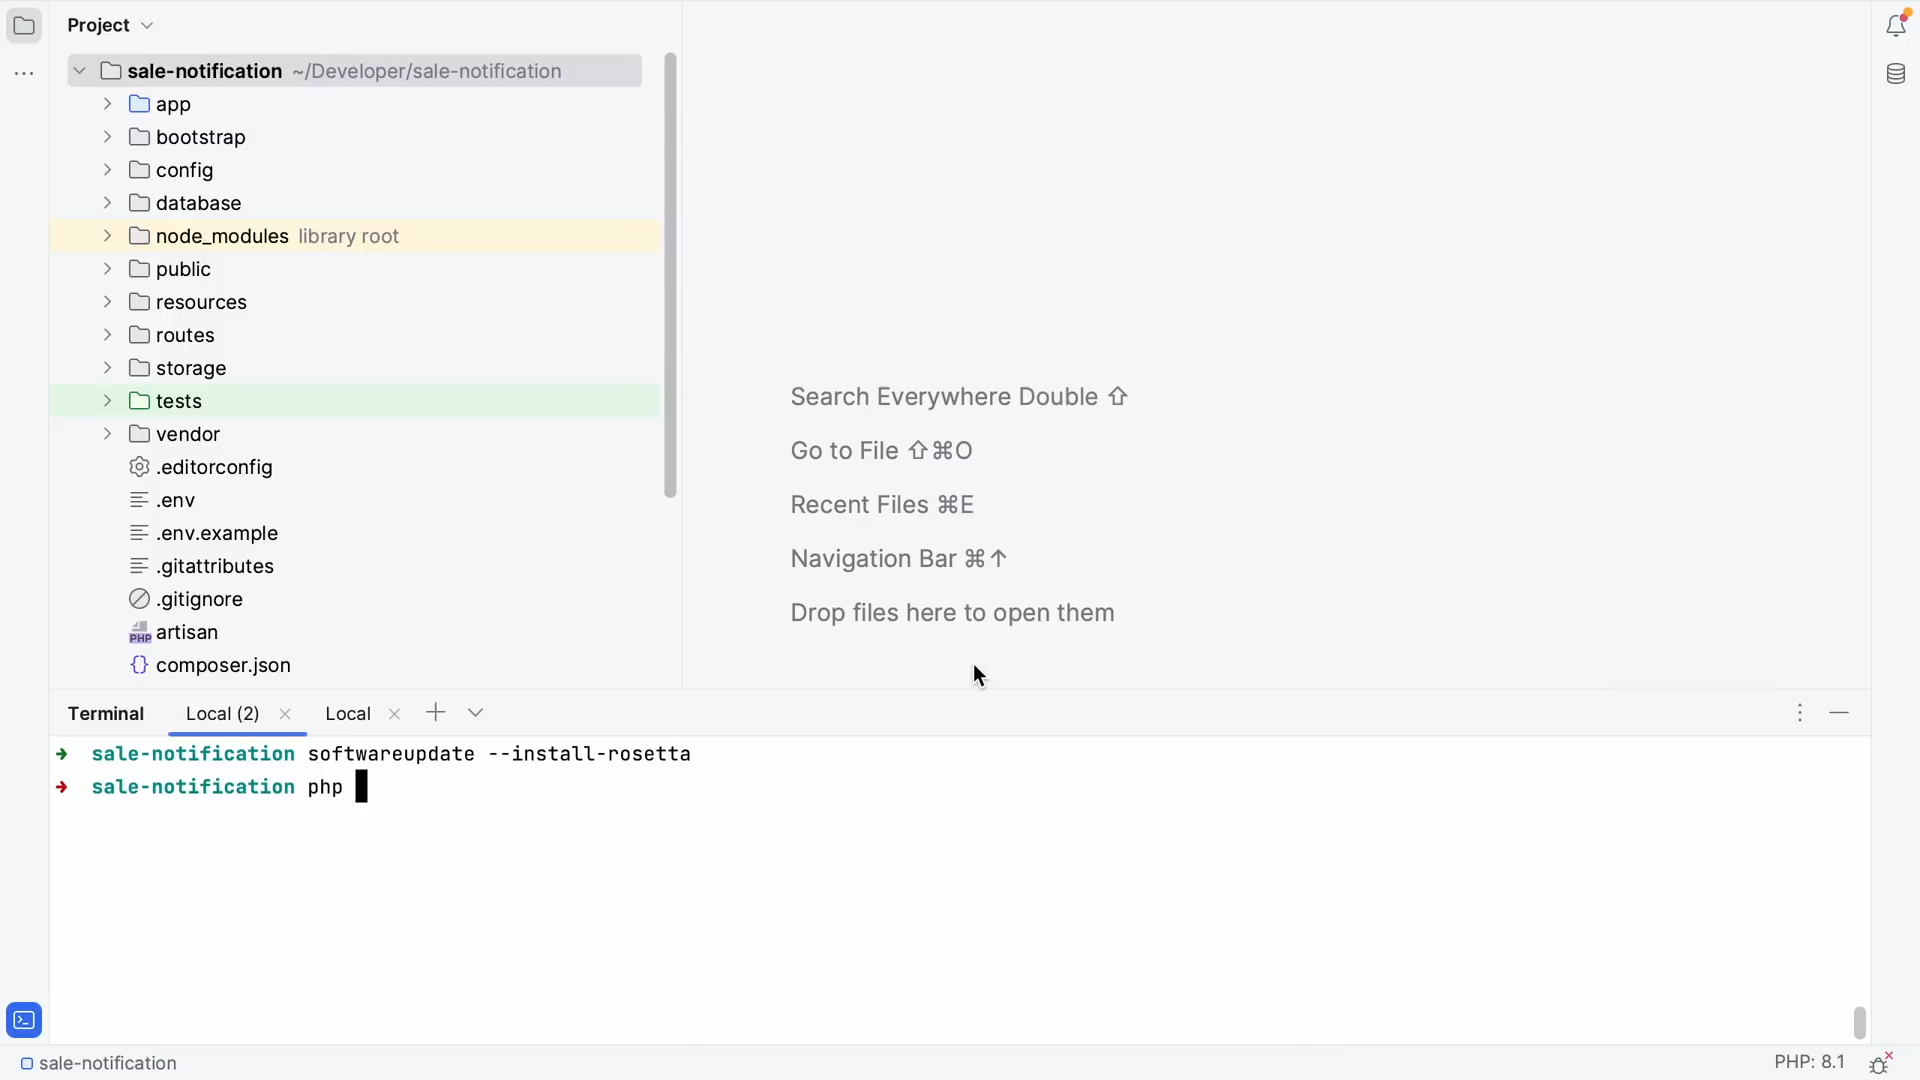 Project
sale-notification ~/Developer/sale-notification
app
bootstrap
config
database
node_modules library root
public
resources
routes
storage
tests
vendor
.editorconfig
.env
.env.example
.gitattributes
.gitignore
PHP artisan
{} composer.json
Search Everywhere Double ⇧
Go to File ⇧⌘O
Recent Files ⌘E
Navigation Bar ⌘↑
Drop files here to open them
Terminal Local (2) Local
→ sale-notification softwareupdate --install-rosetta
→ sale-notification php
sale-notification
PHP: 8.1